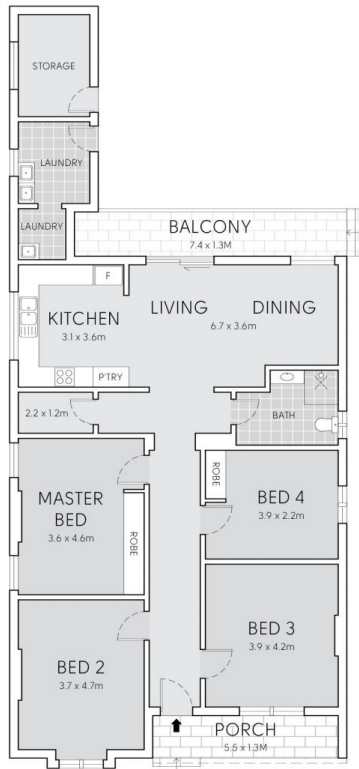 STORAGE
LAUNDRY
LAUNDRY
BALCONY
7.4 x 1.3M
F
KITCHEN
3.1 x 3.6m
LIVING DINING
6.7 x 3.6m
P'TRY
2.2 x 1.2m
BATH
MASTER
BED
3.6 x 4.6m
ROBE
ROBE
BED 4
3.9 x 2.2m
BED 2
3.7 x 4.7m
BED 3
3.9 x 4.2m
PORCH
5.5 x 1.3M